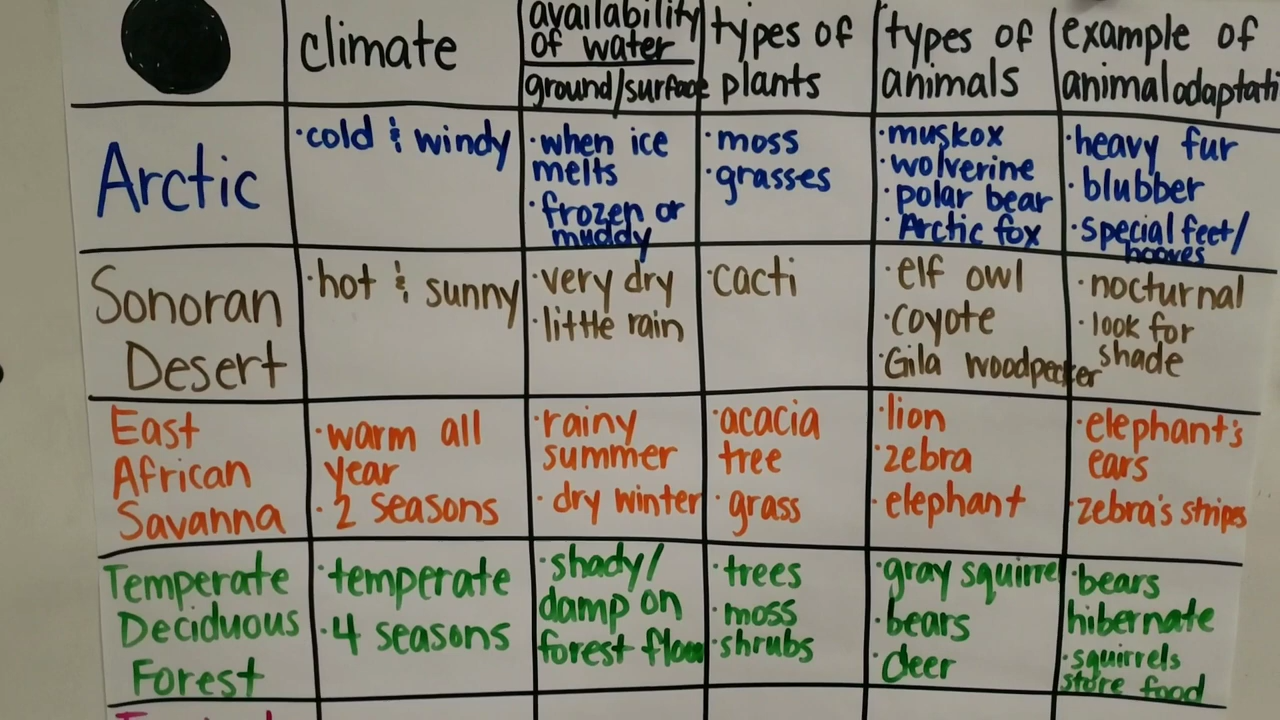 climate
availability
of water
ground/surface
types of
plants
types of
animals
example of
animal adaptati
Arctic
·cold & windy
·when ice
melts
·frozen or
muddy
·moss
·grasses
·muskox
·wolverine
·polar bear
·Arctic fox
·heavy fur
·blubber
·special feet/
hooves
Sonoran
Desert
·hot & sunny
·very dry
·little rain
·cacti
·elf owl
·coyote
·Gila woodpecker
·nocturnal
·look for
shade
East
African
Savanna
·warm all
year
·2 seasons
·rainy
summer
·dry winter
·acacia
tree
·grass
·lion
·zebra
·elephant
·elephant's
ears
·zebra's stripes
Temperate
Deciduous
Forest
·temperate
·4 seasons
·shady/
damp on
forest floor
·trees
·moss
·shrubs
·gray squirrel
·bears
·deer
·bears
hibernate
·squirrels
store food